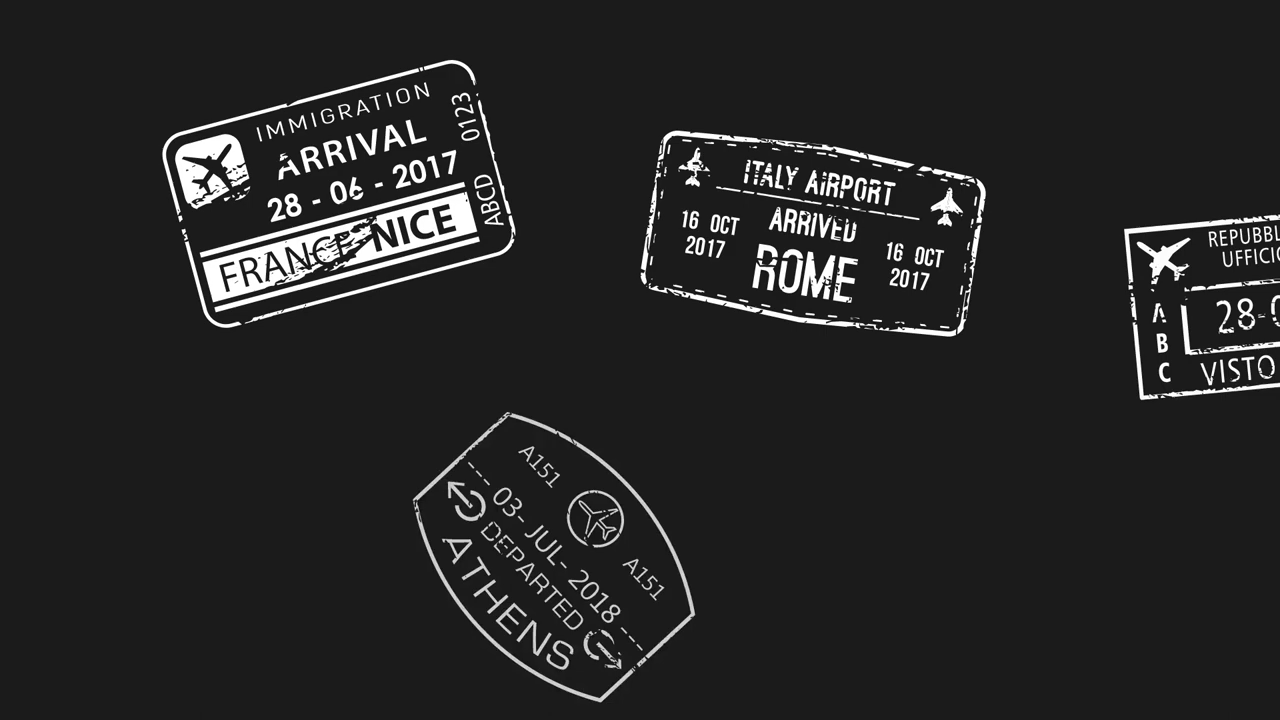 IMMIGRATION
ARRIVAL
28 - 06 - 2017
FRANCE NICE
0123
ABCD
ITALY AIRPORT
ARRIVED
16 OCT
2017
ROME
16 OCT
2017
A
B
C
VISTO
A151
A151
03- JUL- 2018
DEPARTED
ATHENS